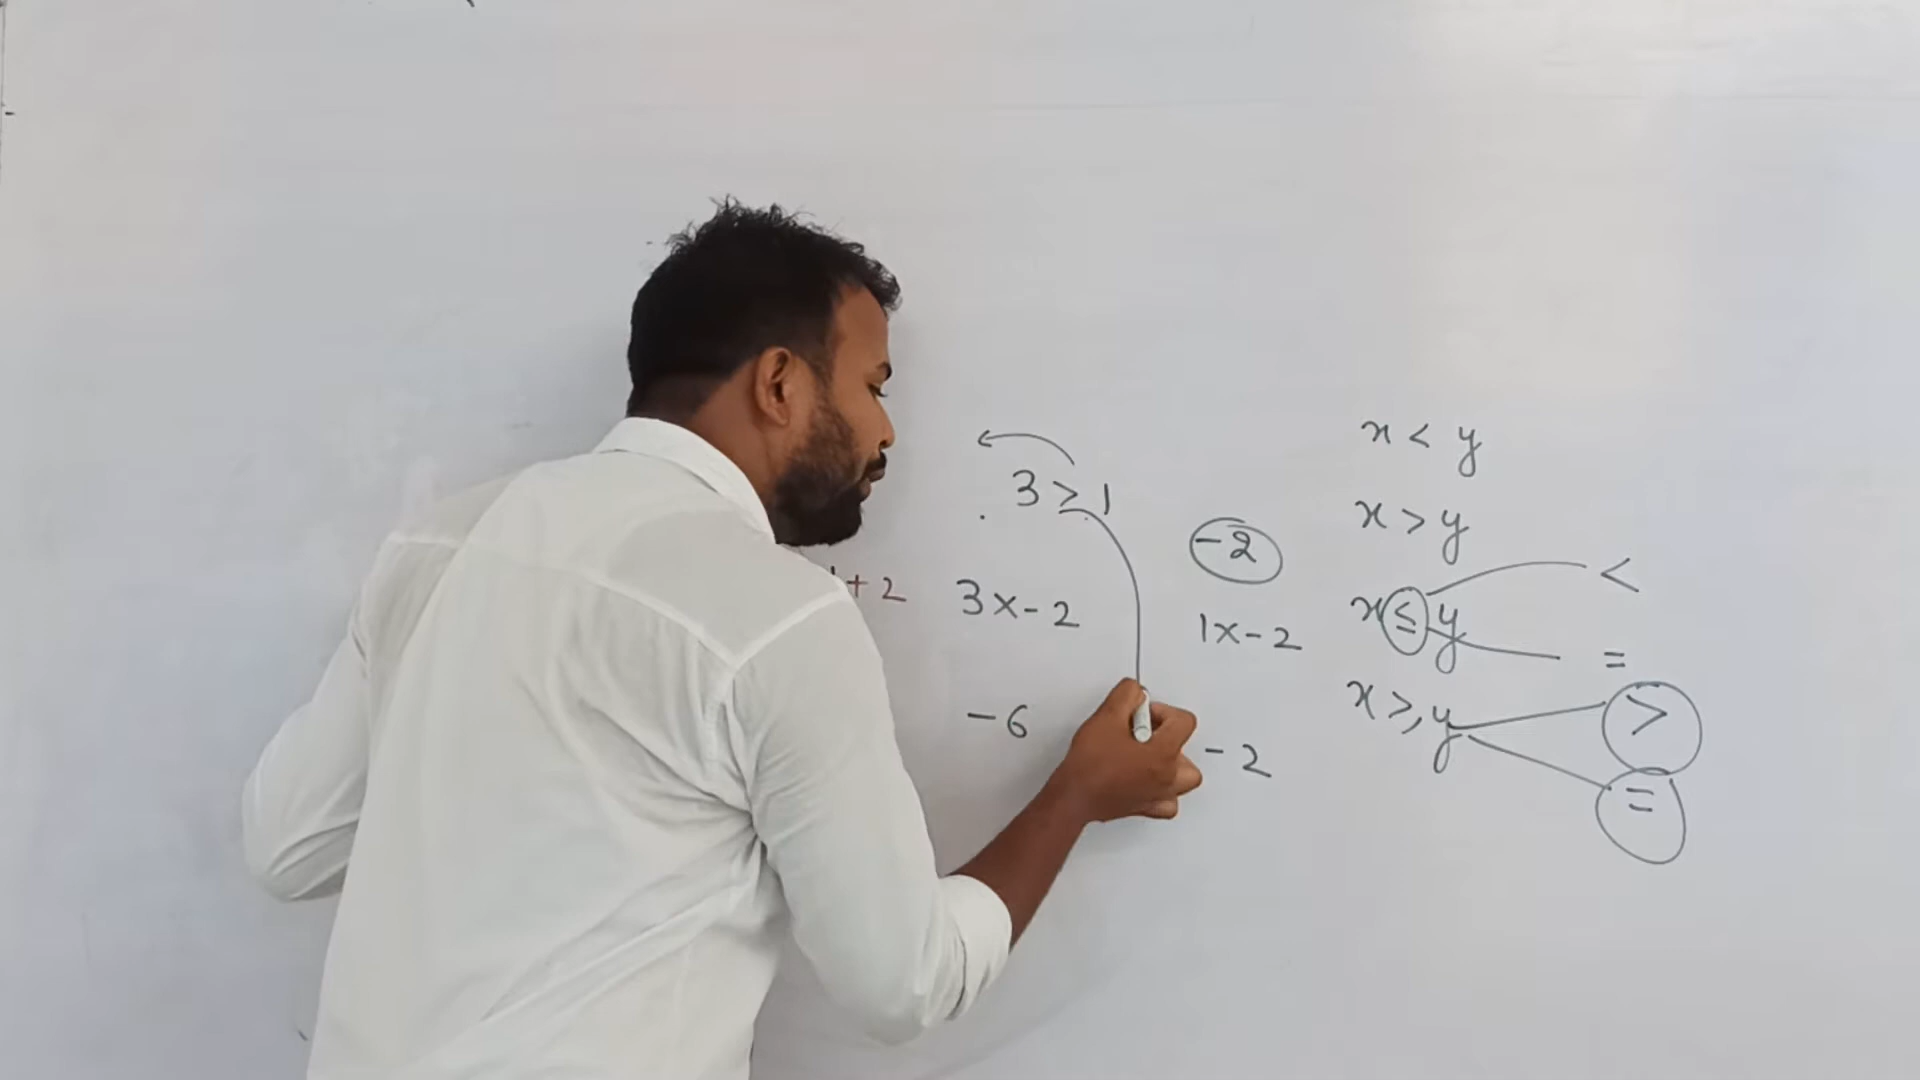 3 > 1
-2
+ 2
3x-2
1x-2
-6
-2
x < y
x > y
x ≤ y
<
=
x ≥ y
>
=